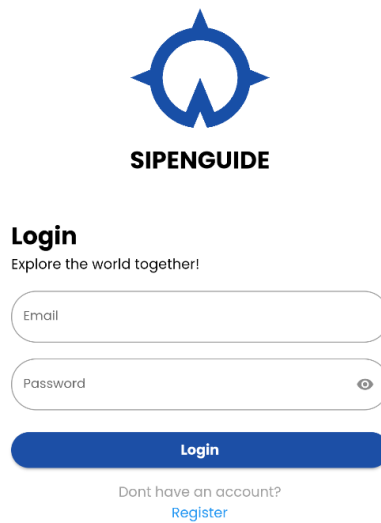 SIPENGUIDE
Login
Explore the world together!
Email
Password
Login
Dont have an account?
Register